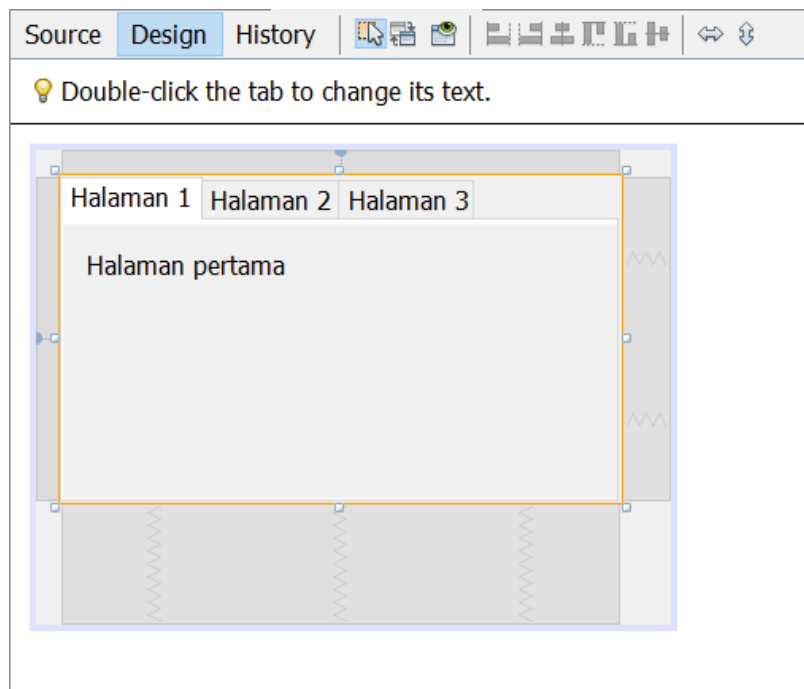 Source Design History
Double-click the tab to change its text.
Halaman 1 Halaman 2 Halaman 3
Halaman pertama